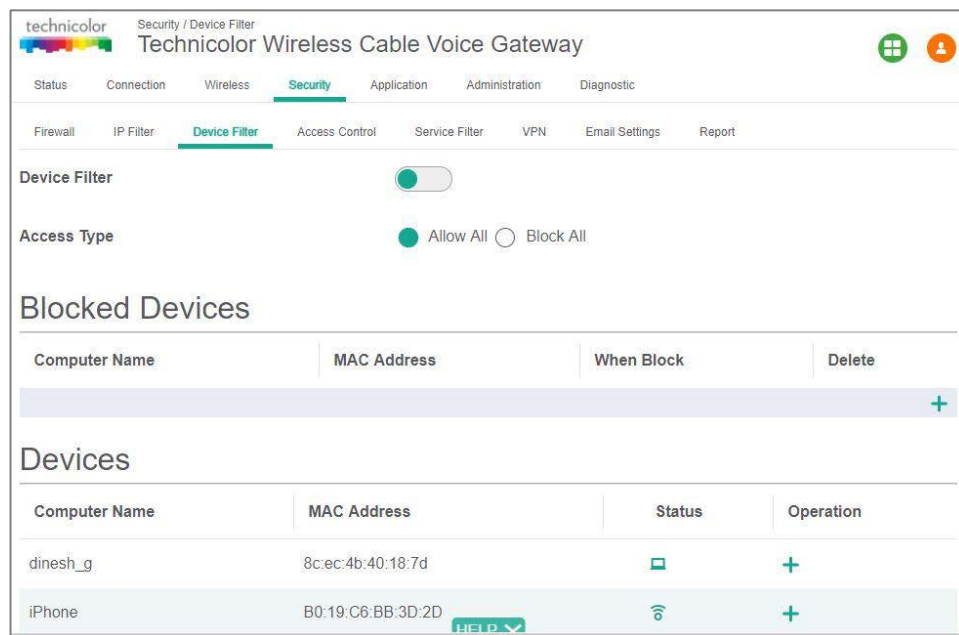 technicolor
Security / Device Filter
Technicolor Wireless Cable Voice Gateway
Status Connection Wireless Security Application Administration Diagnostic
Firewall IP Filter Device Filter Access Control Service Filter VPN Email Settings Report
Device Filter
Access Type Allow All Block All
Blocked Devices
Computer Name MAC Address When Block Delete
Devices
Computer Name MAC Address Status Operation
dinesh_g 8c:ec:4b:40:18:7d
iPhone B0:19:C6:BB:3D:2D
HELP